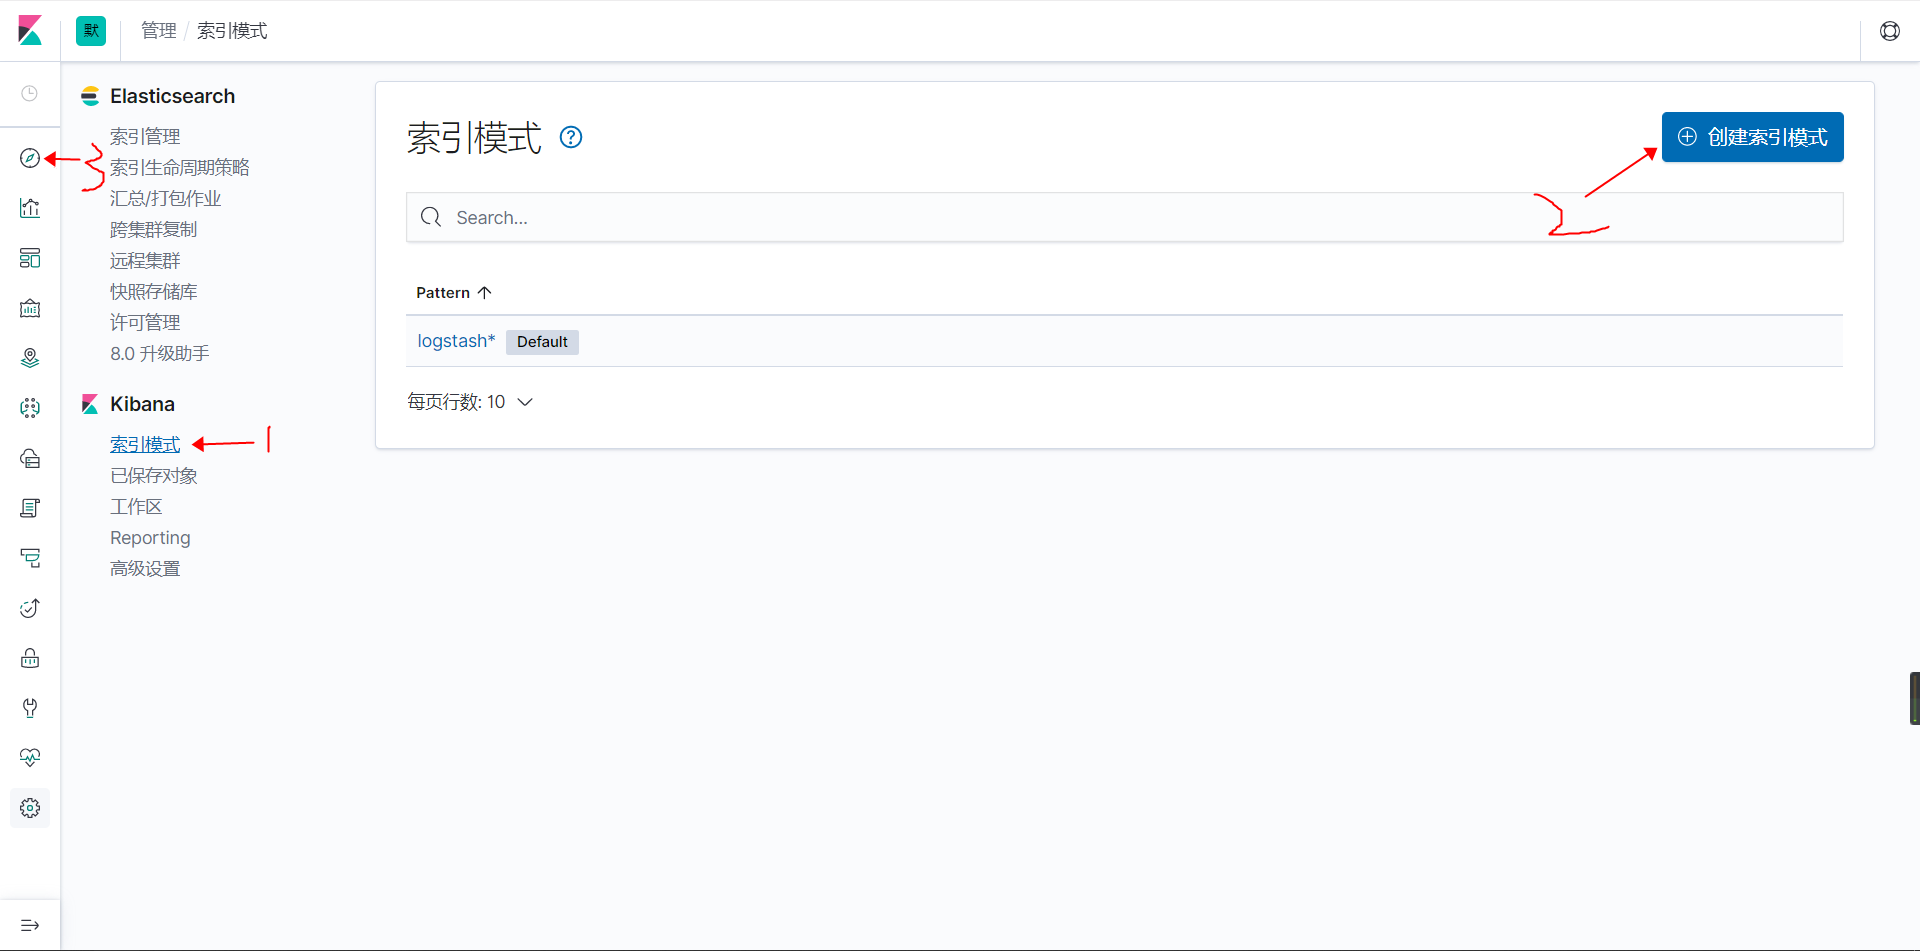 默
管理 / 索引模式
Elasticsearch
索引管理
索引生命周期策略
汇总/打包作业
跨集群复制
远程集群
快照存储库
许可管理
8.0 升级助手
Kibana
索引模式
已保存对象
工作区
Reporting
高级设置
3
1
索引模式
创建索引模式
2
Search...
Pattern
logstash* Default
每页行数: 10